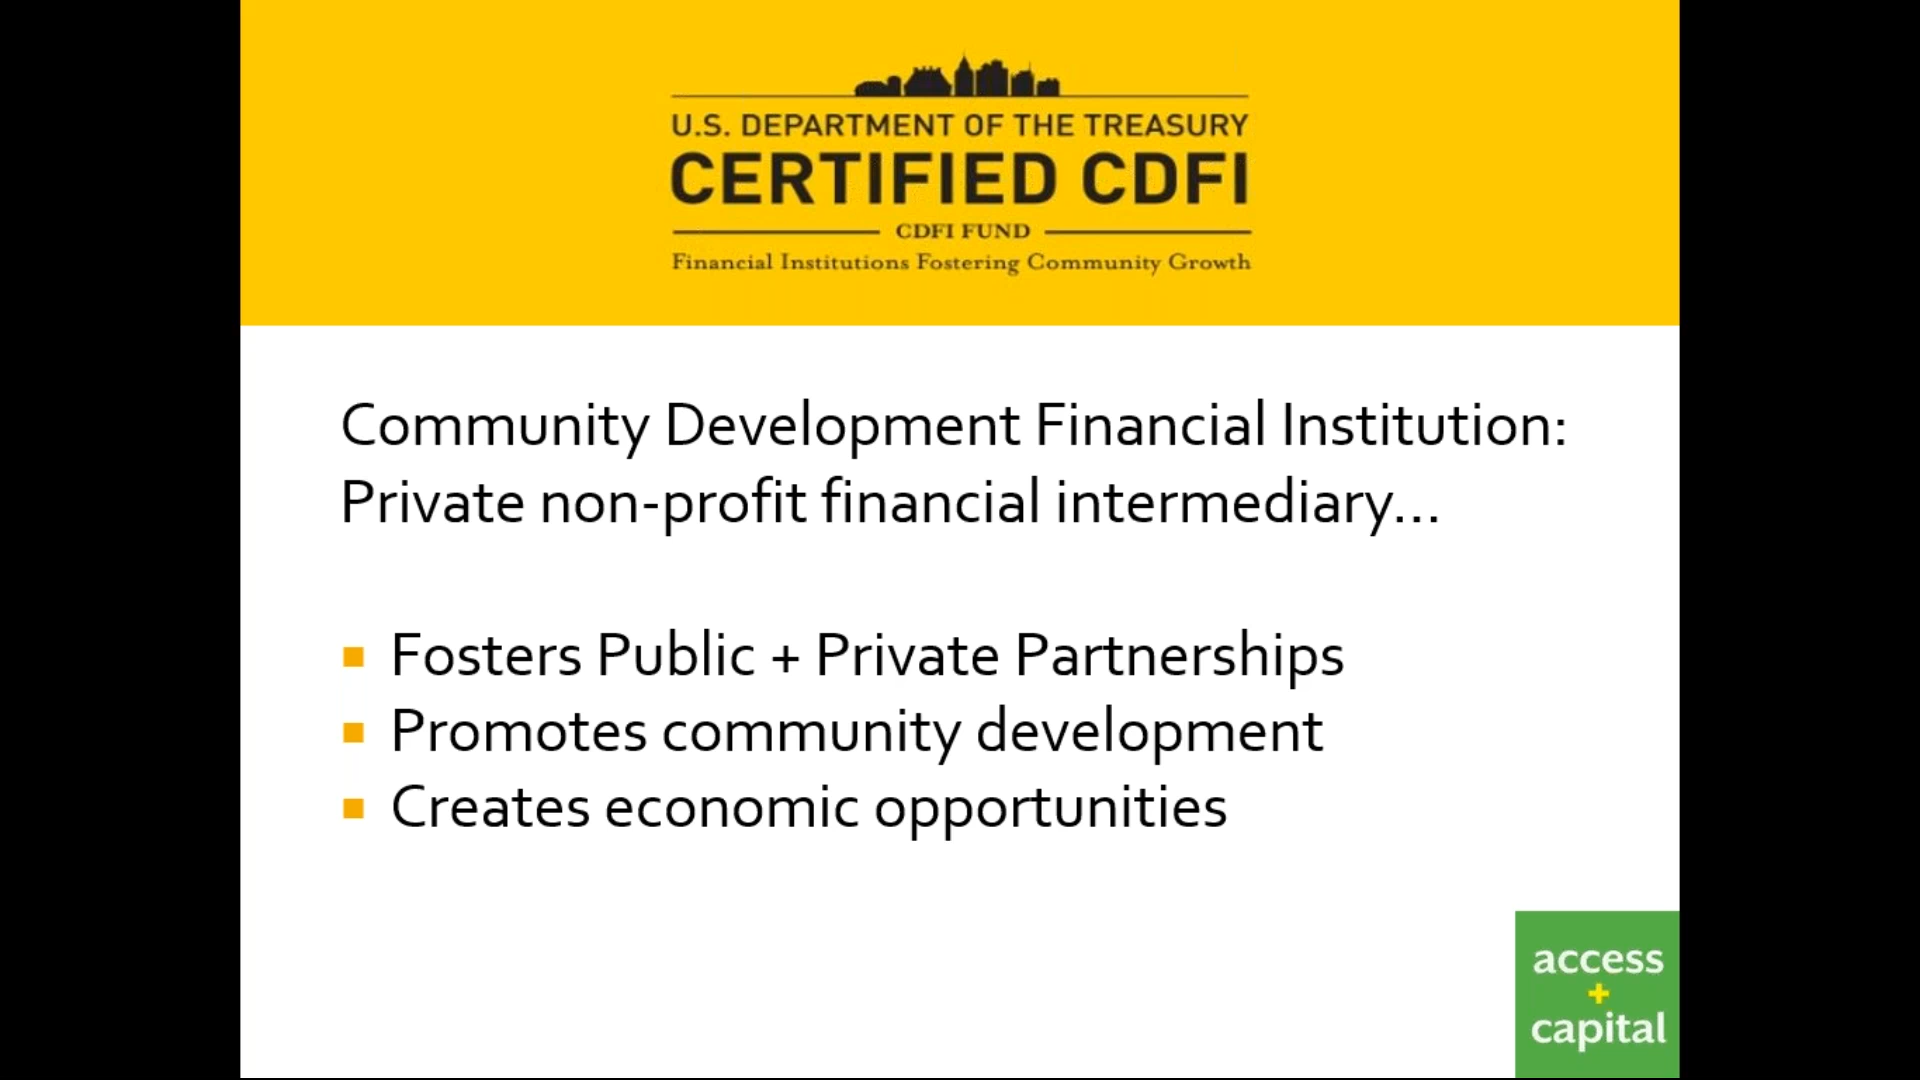 U.S. DEPARTMENT OF THE TREASURY
CERTIFIED CDFI
CDFI FUND
Financial Institutions Fostering Community Growth
Community Development Financial Institution:
Private non-profit financial intermediary...
Fosters Public + Private Partnerships
Promotes community development
Creates economic opportunities
access
+
capital